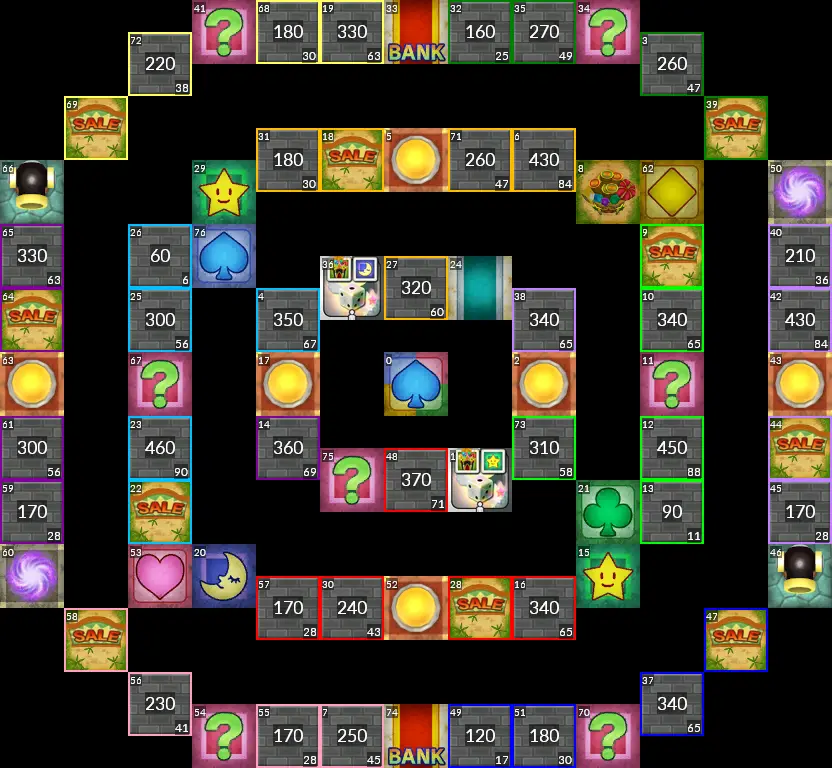 41 68 19 33 32 35 34
180 330 BANK 160 270
30 63 25 49
72 3
220 260
38 47
69 39
SALE SALE
31 18 5 71 6
180 SALE 260 430
30 47 84
66 29 8 62 50
65 26 76 9 40
330 60 SALE 210
63 6 36
36 27 24
320
60
64 25 4 38 10 42
SALE 300 350 340 340 430
56 67 65 65 84
63 67 17 0 2 11 43
61 23 14 73 12 44
300 460 360 310 450 SALE
56 90 69 58 88
75 48 1
370
71
59 22 21 13 45
170 SALE 90 170
28 11 28
60 53 20 15 46
57 30 52 28 16
170 240 SALE 340
28 43 65
58 47
SALE SALE
56 37
230 340
41 65
54 55 7 74 49 51 70
170 250 BANK 120 180
28 45 17 30